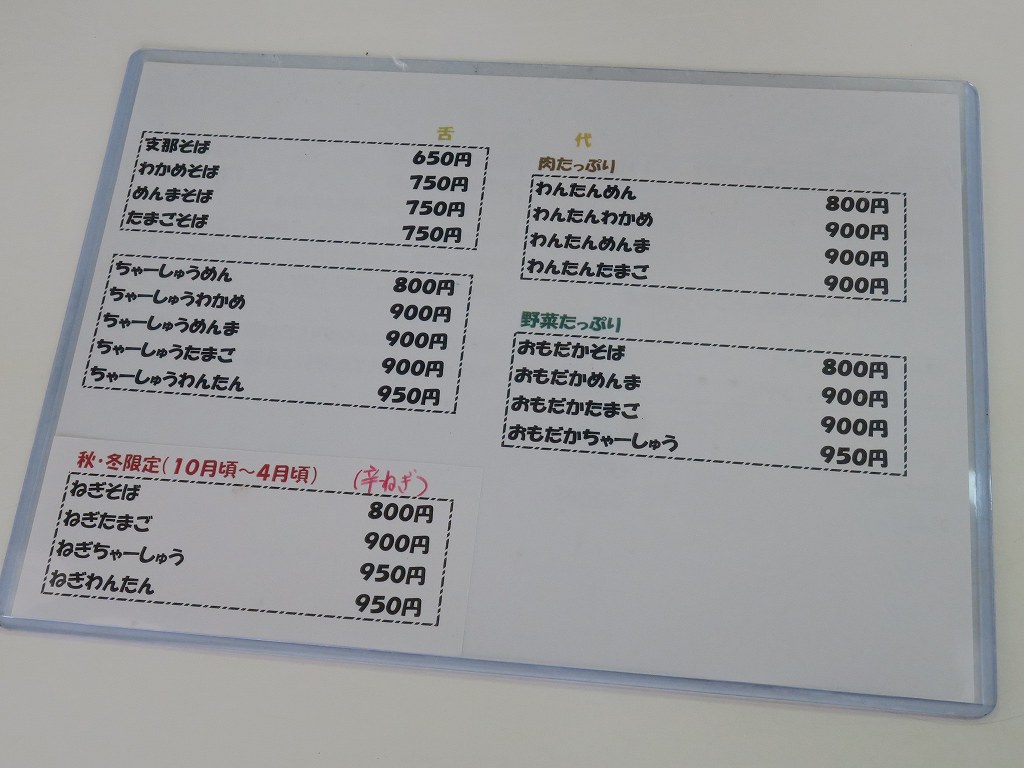 舌 代
支那そば 650円
わかめそば 750円
めんまそば 750円
たまごそば 750円
ちゃーしゅうめん 800円
ちゃーしゅうわかめ 900円
ちゃーしゅうめんま 900円
ちゃーしゅうたまご 900円
ちゃーしゅうわんたん 950円
秋・冬限定(10月頃~4月頃) (辛ねぎ)
ねぎそば 800円
ねぎたまご 900円
ねぎちゃーしゅう 950円
ねぎわんたん 950円
肉たっぷり
わんたんめん 800円
わんたんわかめ 900円
わんたんめんま 900円
わんたんたまご 900円
野菜たっぷり
おもだかそば 800円
おもだかめんま 900円
おもだかたまご 900円
おもだかちゃーしゅう 950円